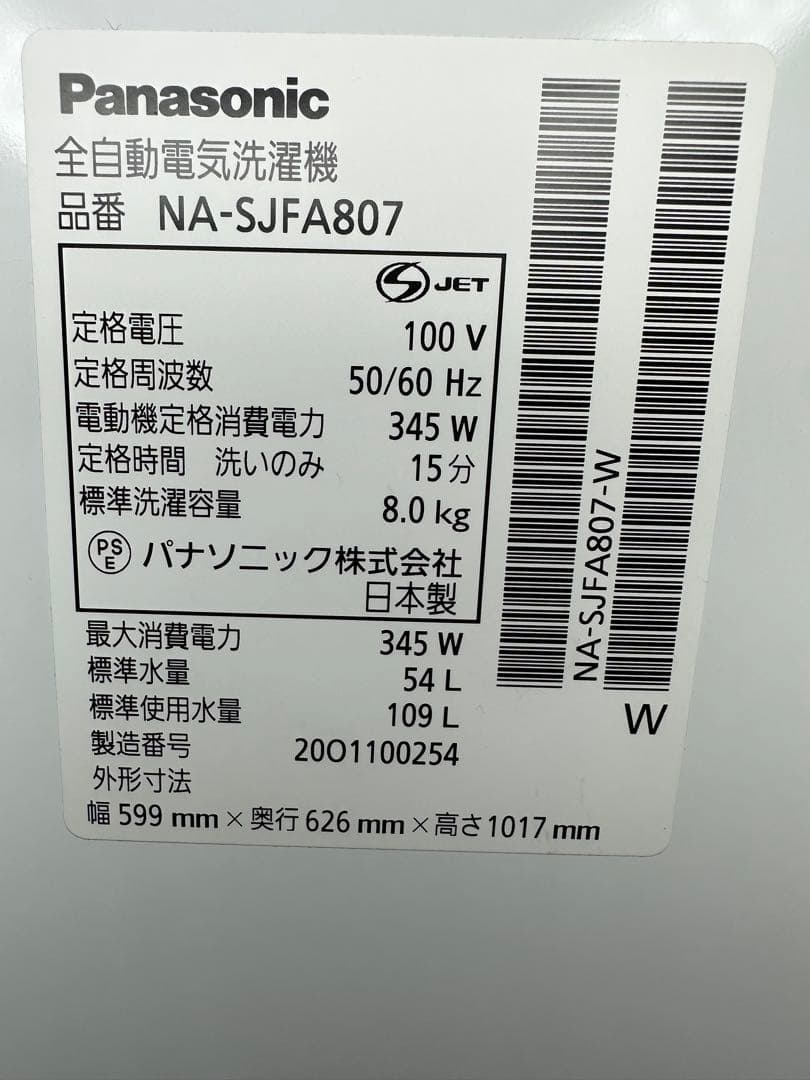 Panasonic
全自動電気洗濯機
品番 NA-SJFA807
S JET
定格電圧 100 V
定格周波数 50/60 Hz
電動機定格消費電力 345 W
定格時間 洗いのみ 15分
標準洗濯容量 8.0 kg
PS E パナソニック株式会社
日本製
最大消費電力 345 W
標準水量 54 L
標準使用水量 109 L
製造番号 20O1100254
外形寸法
幅 599 mm × 奥行 626 mm × 高さ 1017 mm
NA-SJFA807-W
W